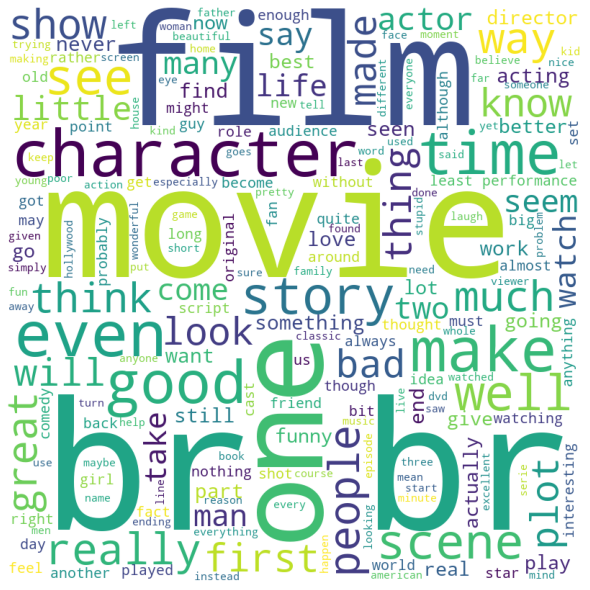 show
woman
father
beautiful
left
trying
making
rather
home
screen
now
never
film
say
many
eye
find
best
life
might
new
tell
guy
made
actor
way
director
face
moment
different
everyone
enough
kid
nice
believe
far
someone
although
acting
see
little
old
year
point
house
kind
role
audience
seen
know
yet
better
set
used
said
let
character
goes
word
last
time
keep
young
poor
action
especially
get
become
without
thing
least
performance
seem
movie
got
may
given
go
simply
hollywood
probably
wonderful
put
game
pretty
fan
long
short
quite
original
around
sure
found
love
family
done
stupid
laugh
need
big
work
problem
almost
viewer
watch
fun
away
think
come
script
story
lot
two
much
going
something
thought
must
whole
anything
even
look
want
anyone
classic
us
always
though
bad
idea
watched
make
will
good
one
cast
friend
live
dvd
saw
well
great
comedy
turn
back
help
take
still
funny
bit
music
end
give
watching
interesting
plot
br br
use
maybe
girl
name
line
book
nothing
shot
course
part
reason
every
episode
people
looking
three
mean
start
minute
actually
excellent
serie
right
men
fact
ending
man
everything
day
feel
really
another
played
instead
first
happen
world
american
scene
real
star
play
mind